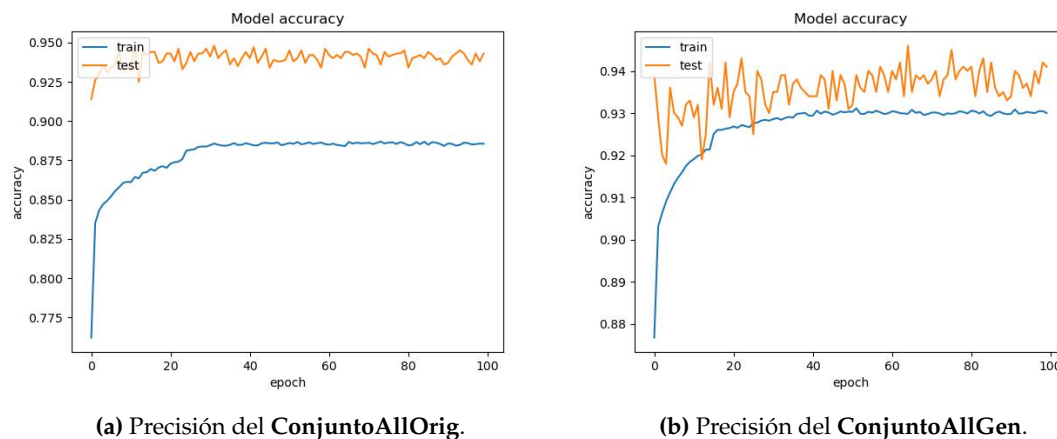 Model accuracy
0.950
0.925
0.900
0.875
0.850
0.825
0.800
0.775
accuracy
train
test
0
20
40
60
80
100
epoch
(a) Precisión del ConjuntoAllOrig.
Model accuracy
0.94
0.93
0.92
0.91
0.90
0.89
0.88
accuracy
train
test
0
20
40
60
80
100
epoch
(b) Precisión del ConjuntoAllGen.